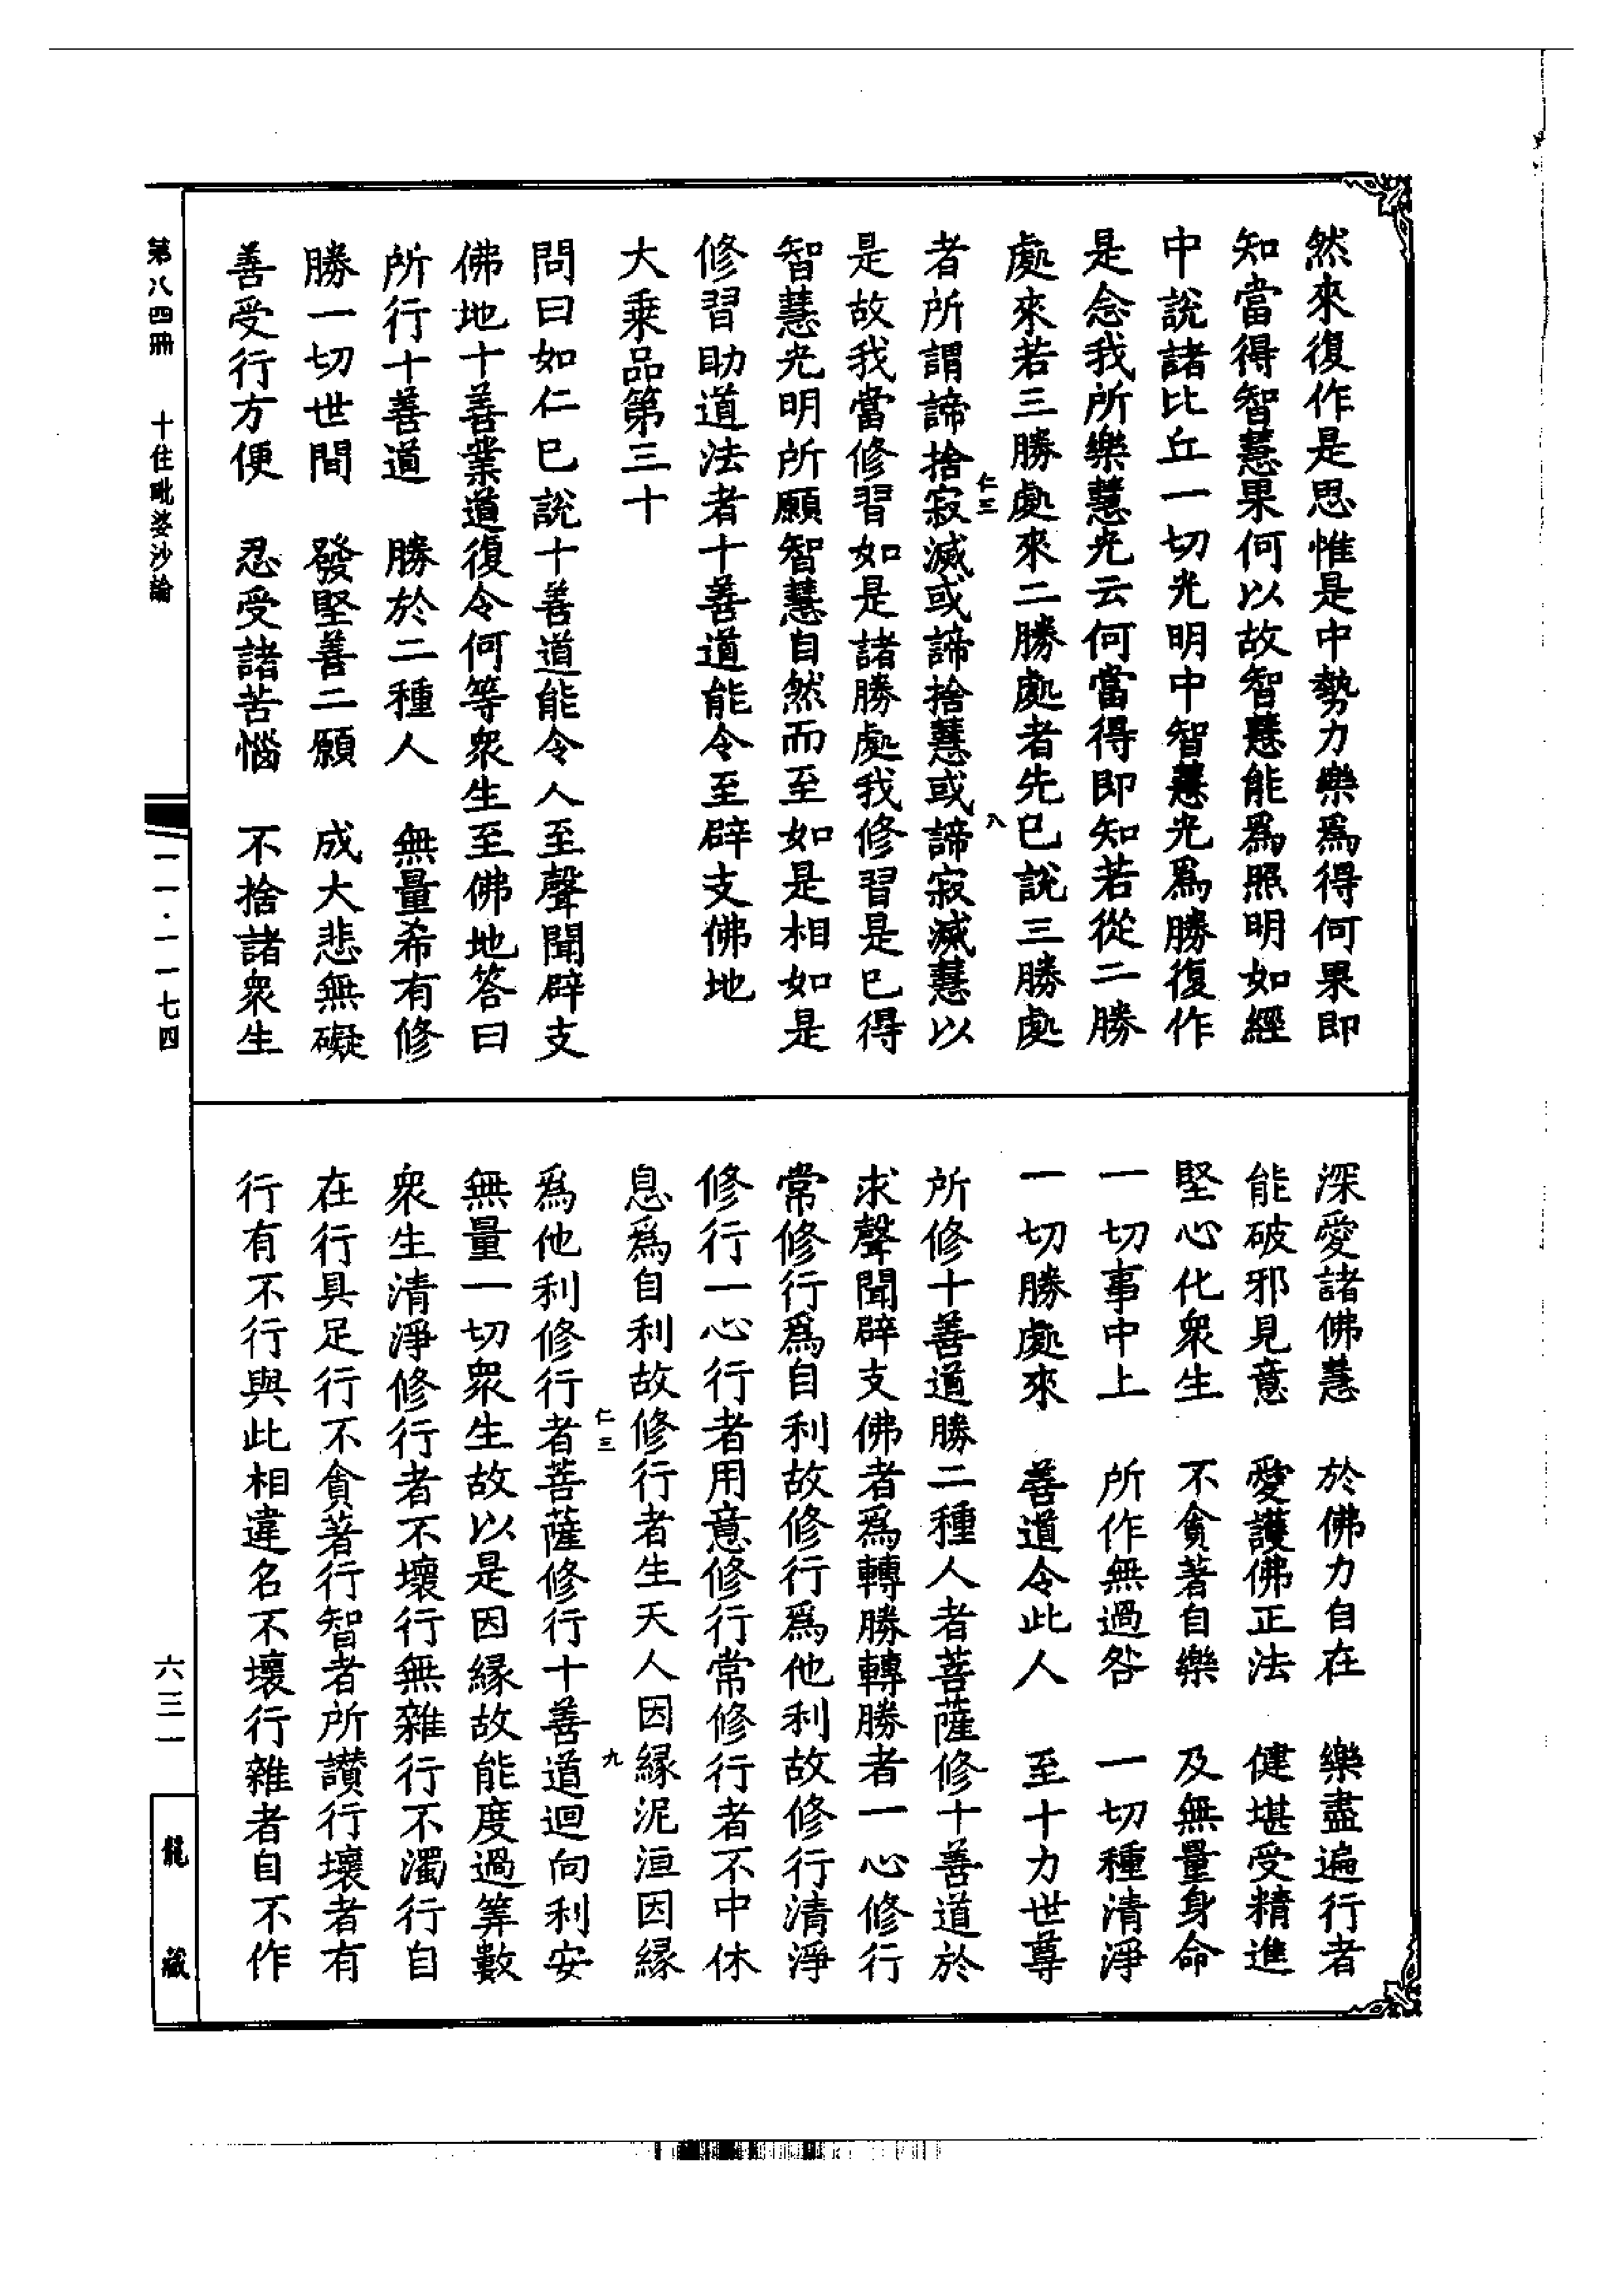 然來復作是思惟是中勢力樂爲得何果即
知當得智慧果何以故智慧能爲照明如經
中說諸比丘一切光明中智慧光爲勝復作
是念我所樂慧光云何當得即知若從二勝
處來若三勝處來二勝處者先已說三勝處
者所謂諦捨寂滅或諦捨慧或諦寂滅慧以
仁三
八
是故我當修習如是諸勝處我修習是已得
智慧光明所願智慧自然而至如是相如是
修習助道法者十善道能令至辟支佛地
大乘品第三十
問曰如仁已說十善道能令人至聲聞辟支
佛地十善業道復令何等衆生至佛地答曰
所行十善道　勝於二種人　無量希有修
勝一切世間　發堅善二願　成大悲無礙
善受行方便　忍受諸苦惱　不捨諸衆生
深愛諸佛慧　於佛力自在　樂盡遍行者
能破邪見意　愛護佛正法　健堪受精進
堅心化衆生　不貪著自樂　及無量身命
一切事中上　所作無過咎　一切種清淨
一切勝處來　善道令此人　至十力世尊
所修十善道勝二種人者菩薩修十善道於
求聲聞辟支佛者爲轉勝轉勝者一心修行
常修行爲自利故修行爲他利故修行清淨
修行一心行者用意修行常修行者不中休
息爲自利故修行者生天人因緣泥洹因緣
仁三
九
爲他利修行者菩薩修行十善道迴向利安
無量一切衆生故以是因緣故能度過筭數
衆生清淨修行者不壞行無雜行不濁行自
在行具足行不貪著行智者所讚行壞者有
行有不行與此相違名不壞行雜者自不作
第八四冊　十住毗婆沙論
一一·一一七四
六三一
龍藏